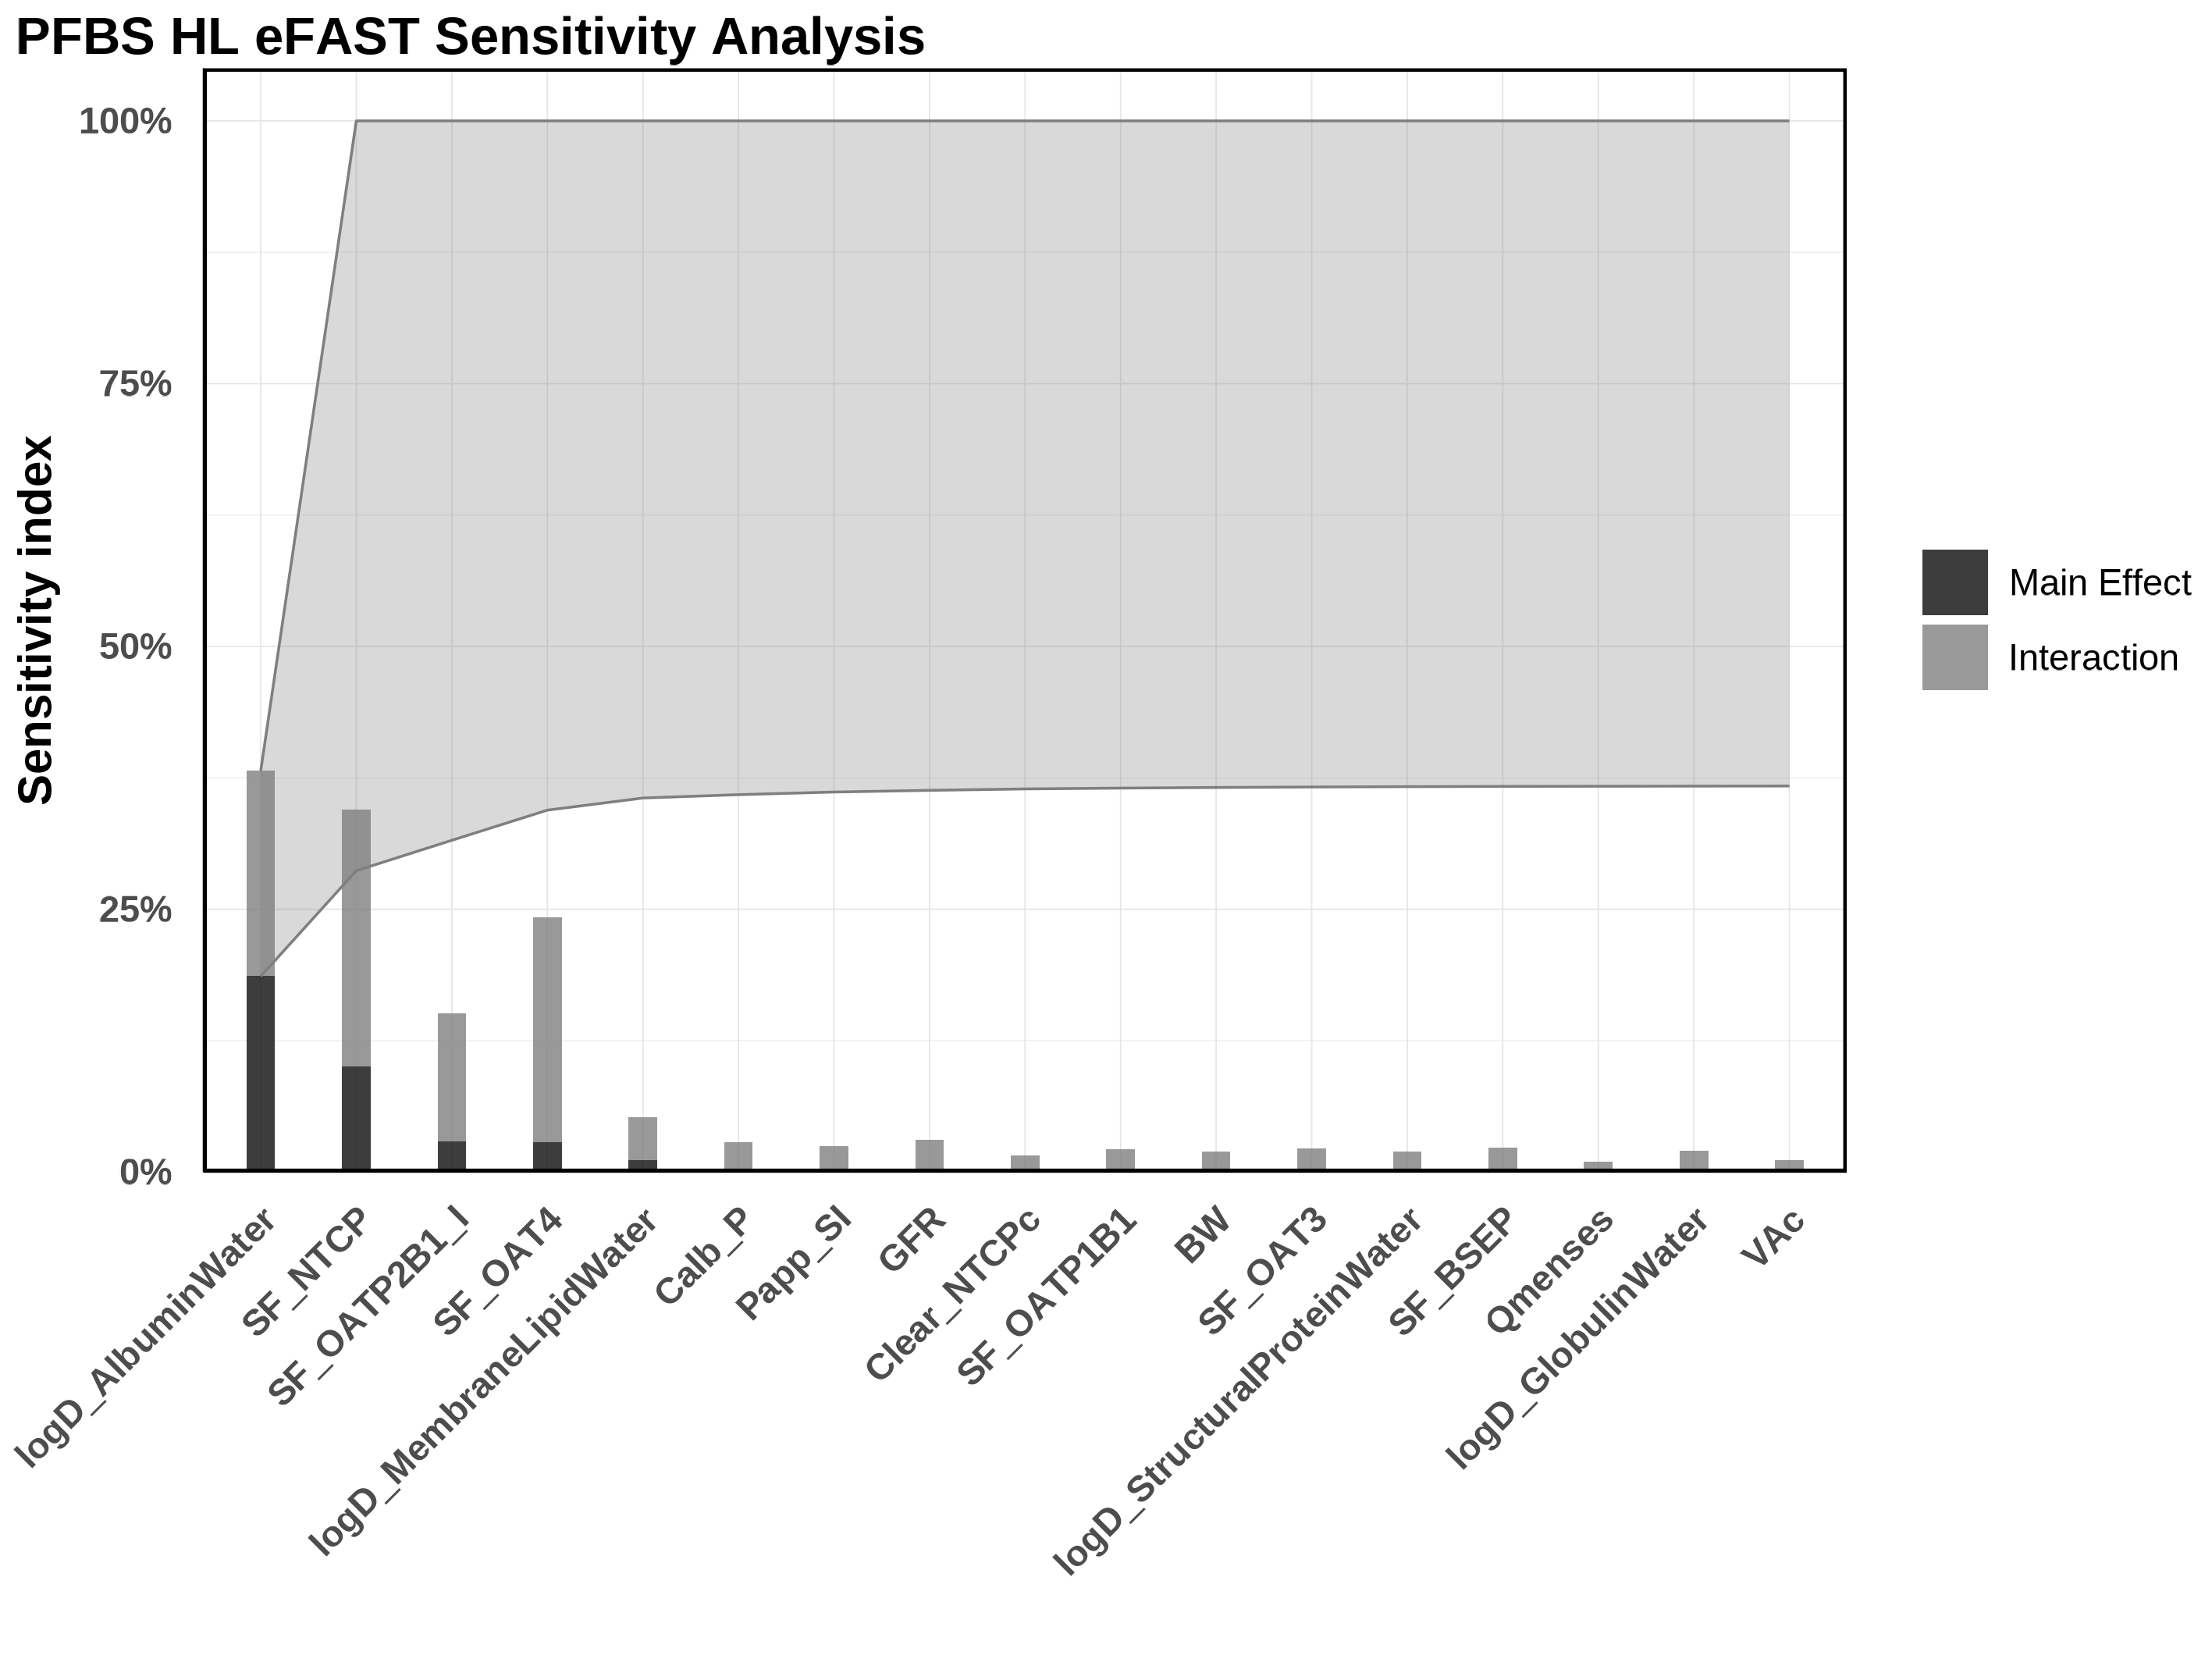 PFBS HL eFAST Sensitivity Analysis
Sensitivity index
100%
75%
50%
25%
0%
logD_AlbuminWater
SF_NTCP
SF_OATP2B1_l
SF_OAT4
logD_MembraneLipidWater
Calb_P
Papp_SI
GFR
Clear_NTCPc
SF_OATP1B1
BW
SF_OAT3
logD_StructuralProteinWater
SF_BSEP
Qmenses
logD_GlobulinWater
VAc
Main Effect
Interaction